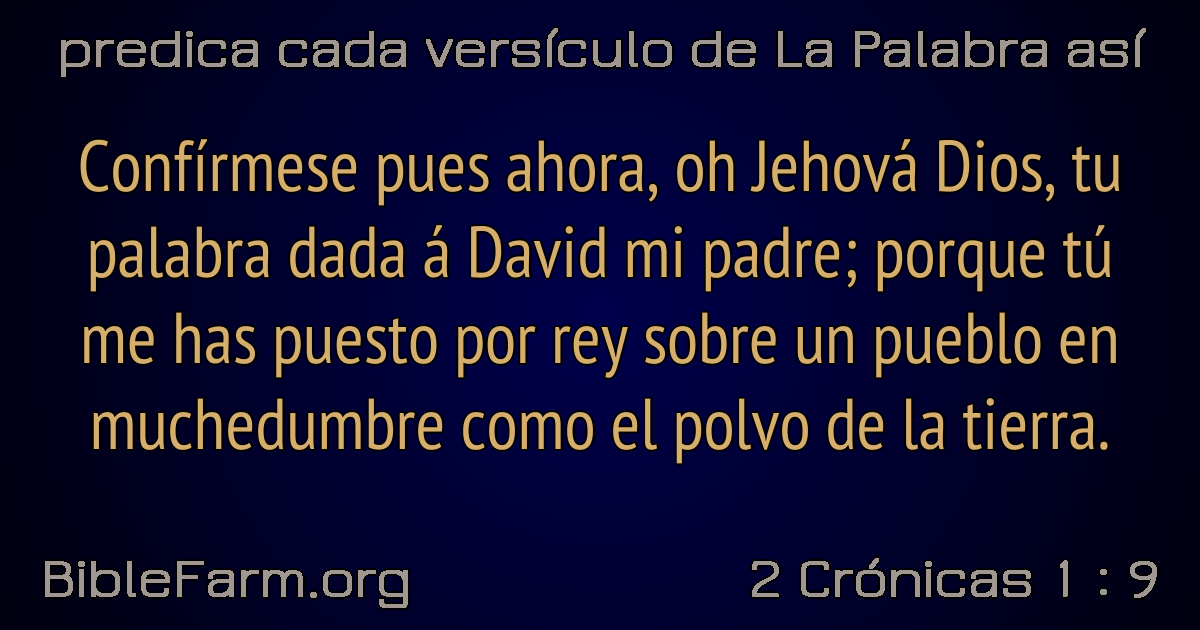 predica cada versículo de La Palabra así
Confírmese pues ahora, oh Jehová Dios, tu
palabra dada á David mi padre; porque tú
me has puesto por rey sobre un pueblo en
muchedumbre como el polvo de la tierra.
BibleFarm.org
2 Crónicas 1 : 9